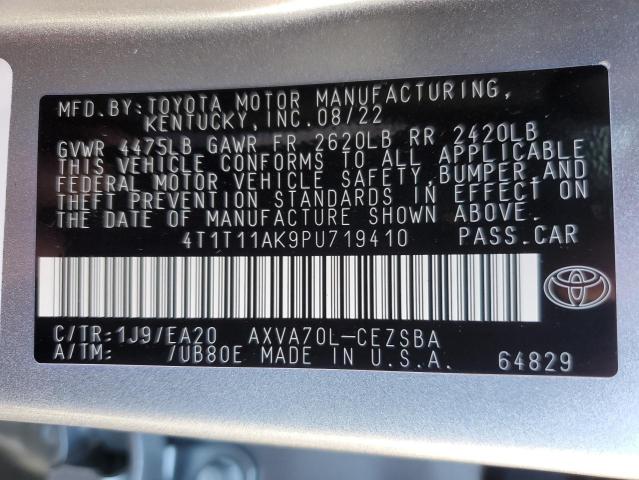 MFD.BY:TOYOTA MOTOR MANUFACTURING,
KENTUCKY,INC.08/22
GVWR 4475LB GAWR FR 2620LB RR 2420LB
THIS VEHICLE CONFORMS TO ALL APPLICABLE
FEDERAL MOTOR VEHICLE SAFETY,BUMPER,AND
THEFT PREVENTION STANDARDS IN EFFECT ON
THE DATE OF MANUFACTURE SHOWN ABOVE.
4T1T11AK9PU719410 PASS.CAR
C/TR:1J9/EA20 AXVA70L-CEZSBA
A/TM: /UB80E MADE IN U.S.A. 64829